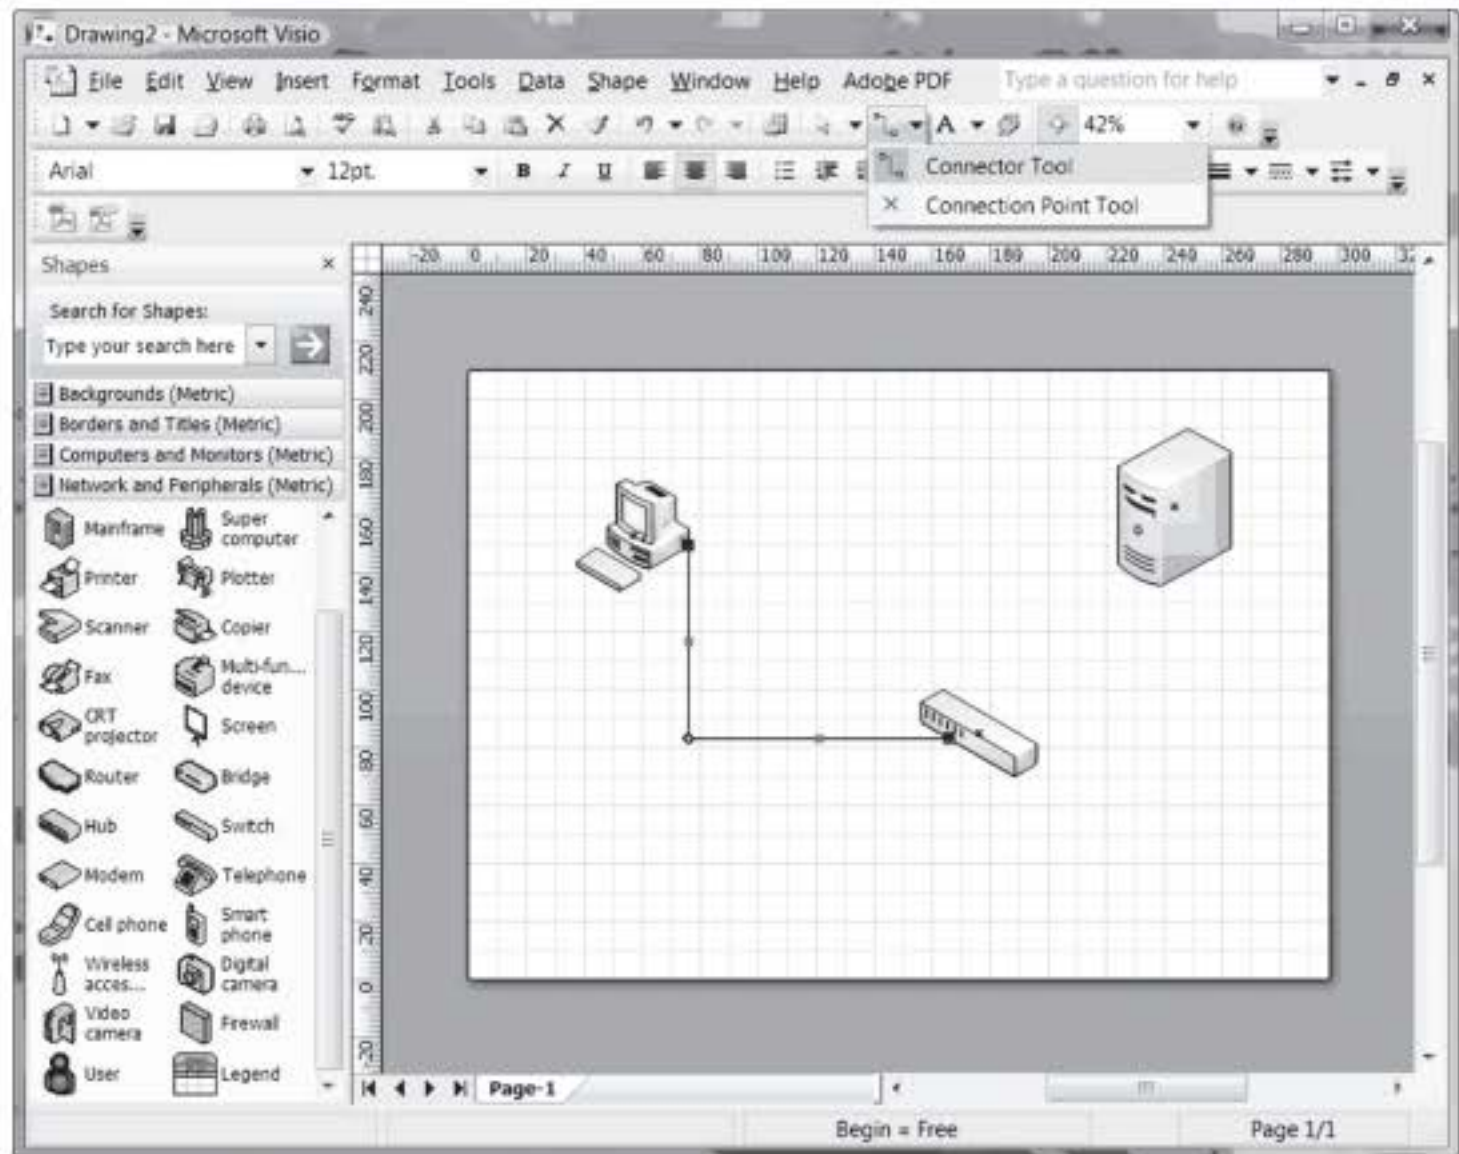 Drawing2 - Microsoft Visio
File Edit View Insert Format Tools Data Shape Window Help Adobe PDF Type a question for help
A 42%
Arial 12pt. B I U
Connector Tool
Connection Point Tool
Shapes
Search for Shapes:
Type your search here
Backgrounds (Metric)
Borders and Titles (Metric)
Computers and Monitors (Metric)
Network and Peripherals (Metric)
Mainframe Super computer
Printer Plotter
Scanner Copier
Fax Multi-fun... device
CRT projector Screen
Router Bridge
Hub Switch
Modem Telephone
Cell phone Smart phone
Wireless acces... Digital camera
Video camera Firewall
User Legend
-20 0 20 40 60 80 100 120 140 160 180 200 220 240 260 280 300 32
240 220 200 180 160 140 120 100 80 60 40 20 0 -20
Page-1
Begin = Free Page 1/1